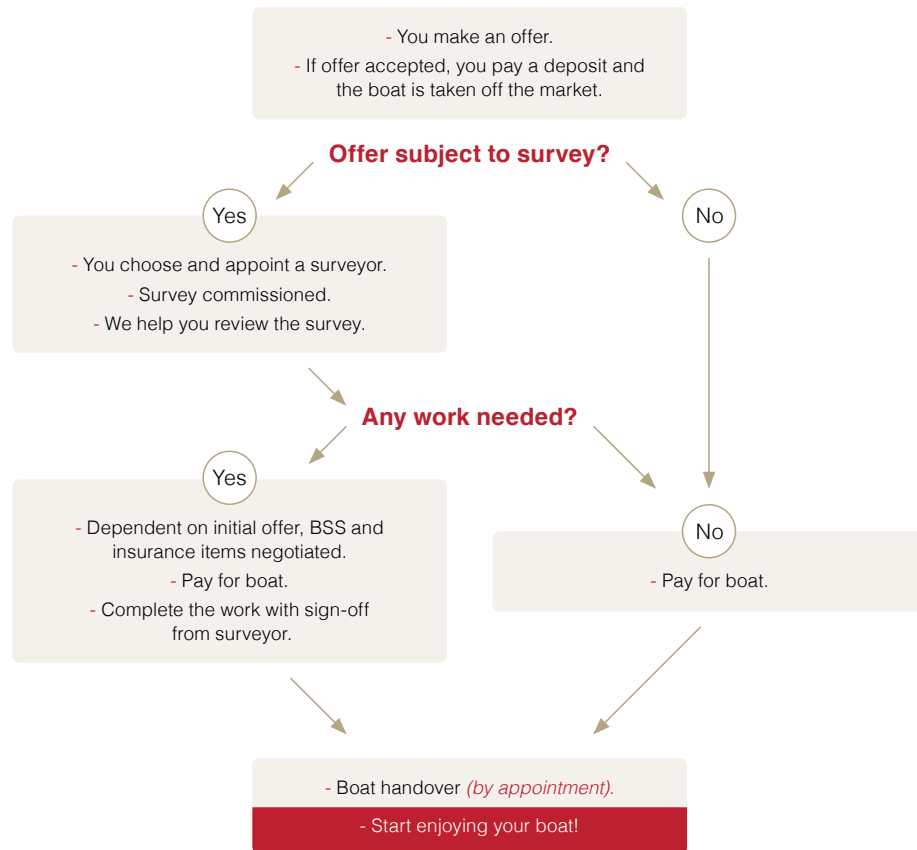 - You make an offer.
- If offer accepted, you pay a deposit and
the boat is taken off the market.
Offer subject to survey?
Yes
No
- You choose and appoint a surveyor.
- Survey commissioned.
- We help you review the survey.
Any work needed?
Yes
- Dependent on initial offer, BSS and
insurance items negotiated.
- Pay for boat.
- Complete the work with sign-off
from surveyor.
No
- Pay for boat.
- Boat handover (by appointment).
- Start enjoying your boat!